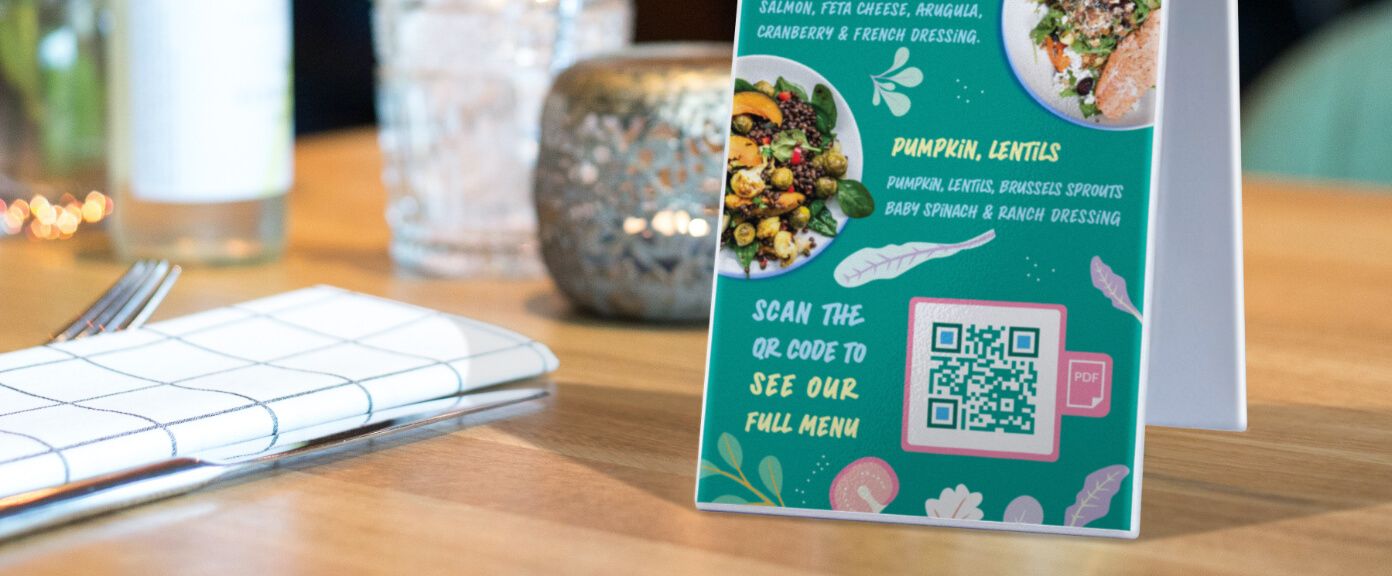 SALMON, FETA CHEESE, ARUGULA,
CRANBERRY & FRENCH DRESSING.
PUMPKIN, LENTILS
PUMPKIN, LENTILS, BRUSSELS SPROUTS
BABY SPINACH & RANCH DRESSING
SCAN THE
QR CODE TO
SEE OUR
FULL MENU
PDF